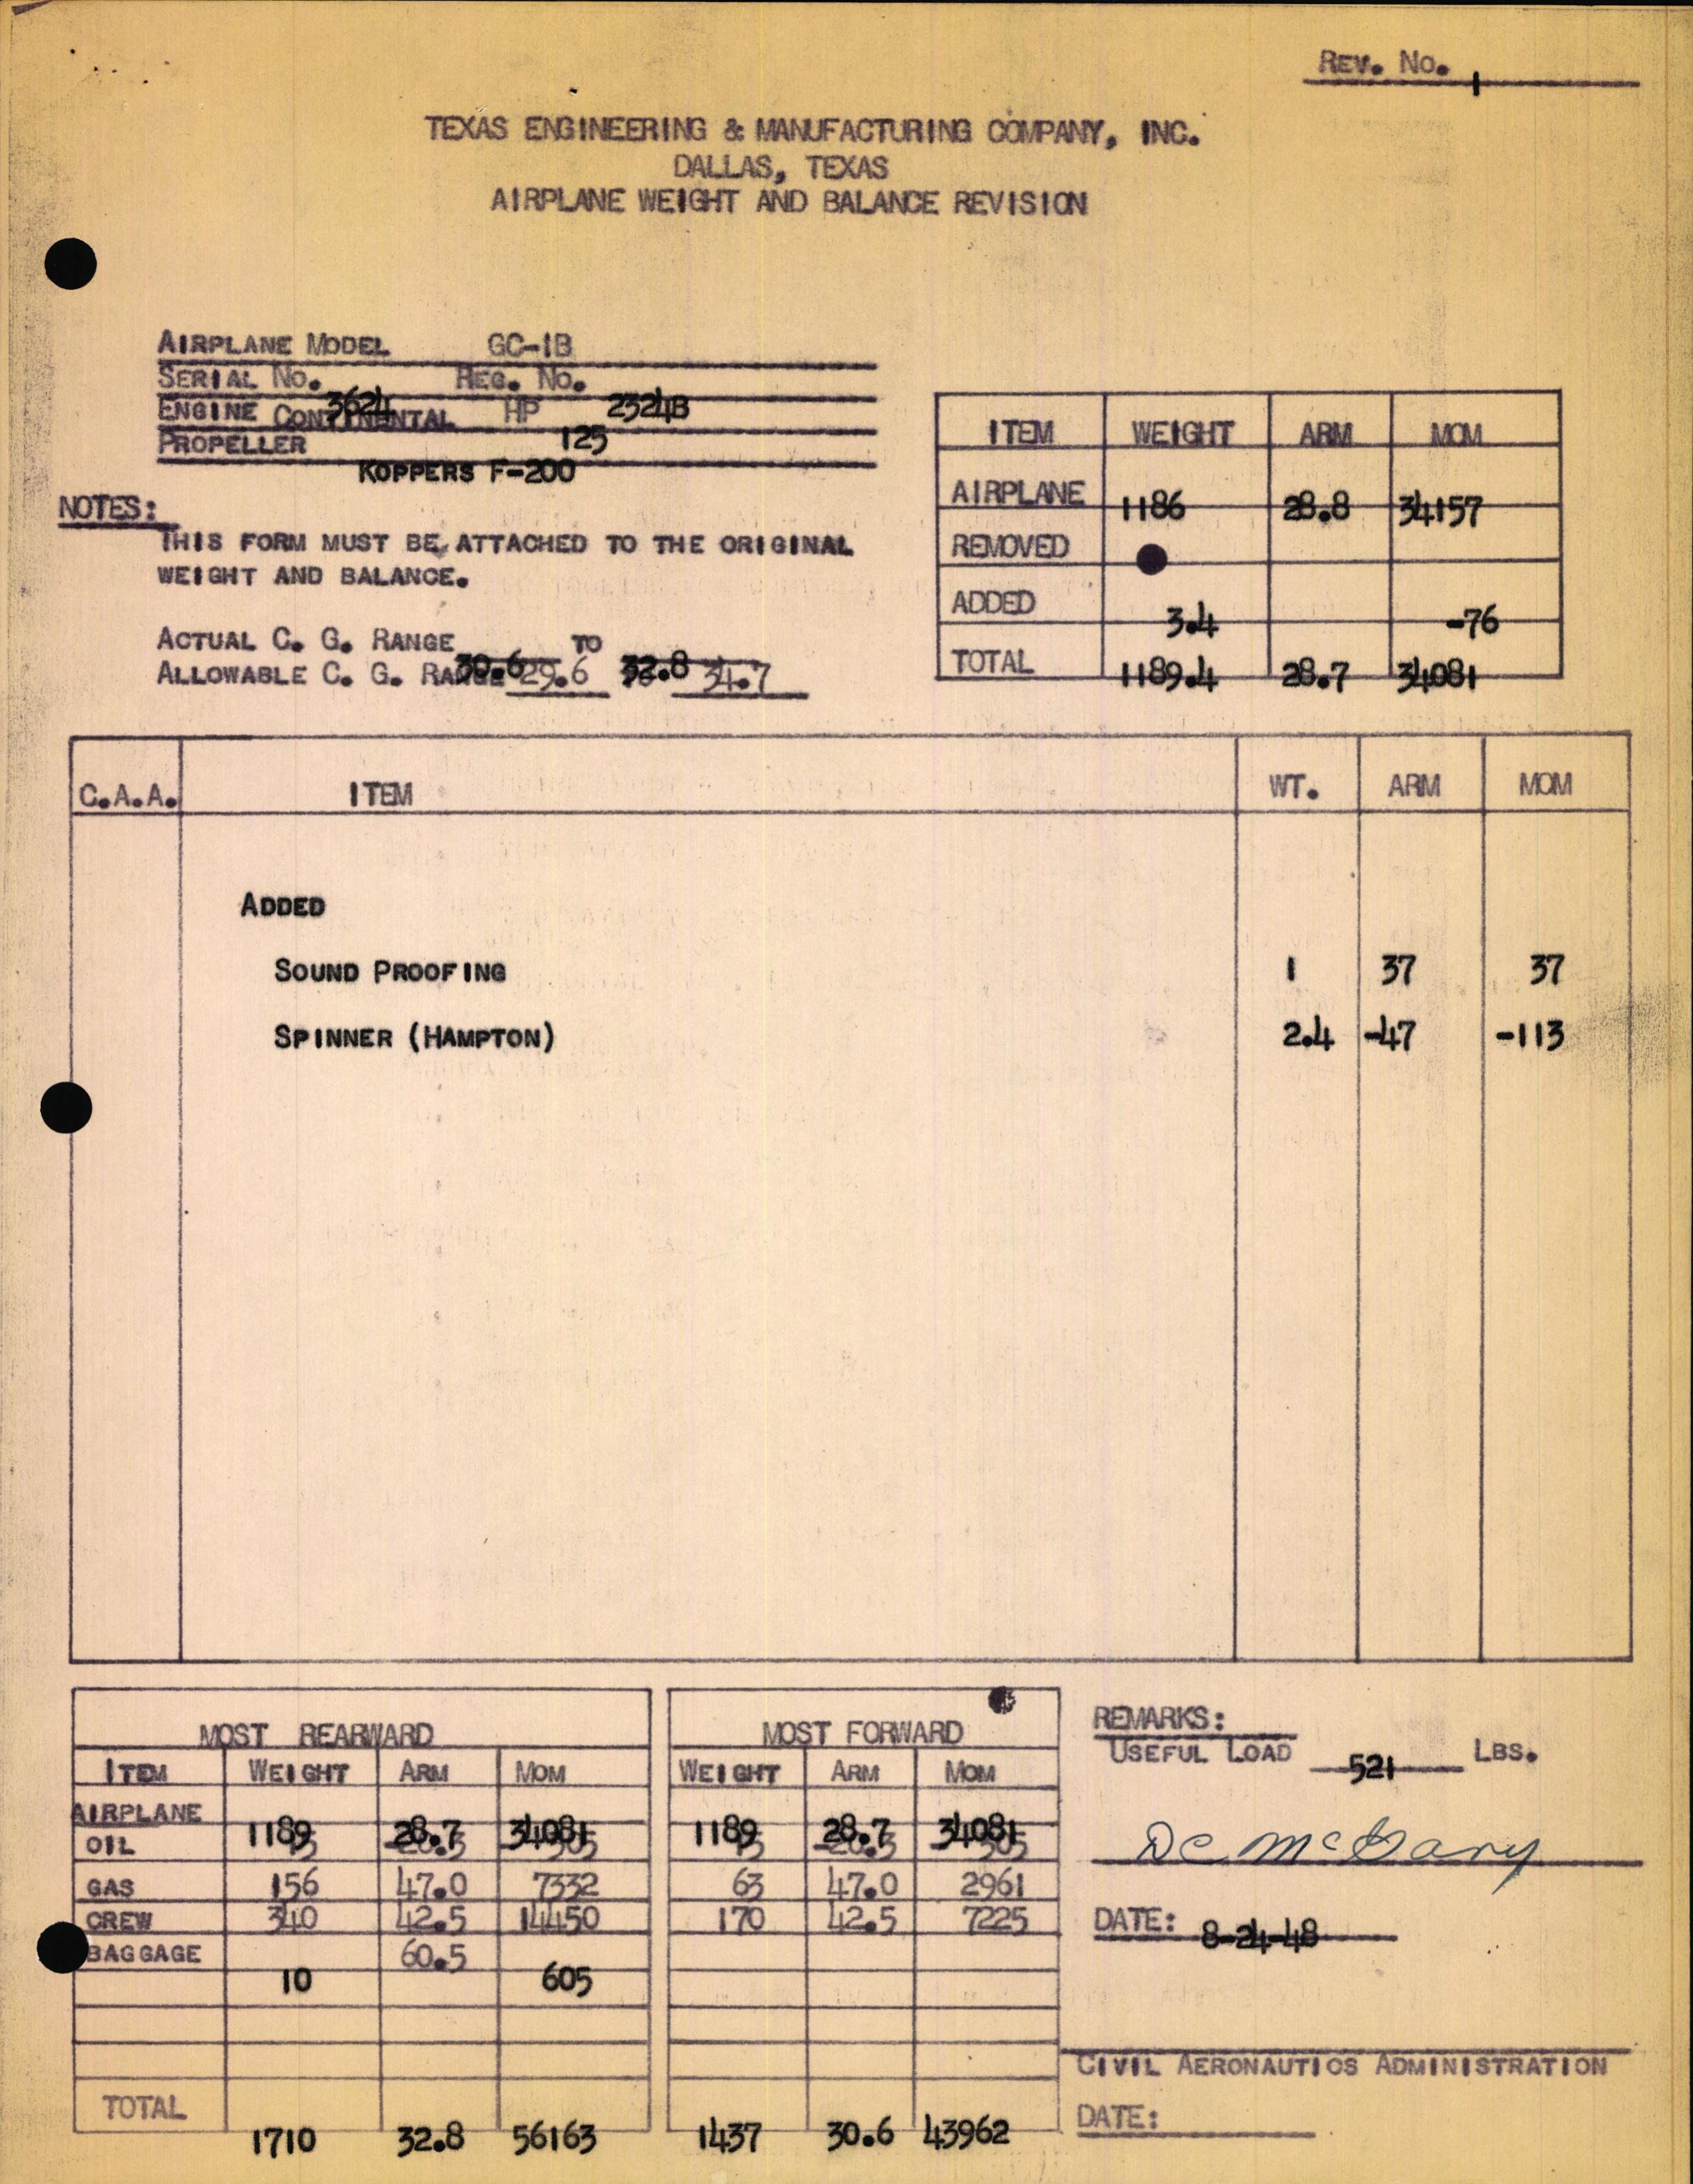 REV. NO. 1
TEXAS ENGINEERING & MANUFACTURING COMPANY, INC.
DALLAS, TEXAS
AIRPLANE WEIGHT AND BALANCE REVISION
AIRPLANE MODEL GC-1B
SERIAL NO. 3624 REG. NO. 2324B
ENGINE CONTINENTAL HP 125
PROPELLER KOPPERS F-200
NOTES:
THIS FORM MUST BE ATTACHED TO THE ORIGINAL
WEIGHT AND BALANCE.
ACTUAL C. G. RANGE 30.6 TO 32.8
ALLOWABLE C. G. RANGE 29.6 TO 34.7
ITEM WEIGHT ARM MOM
AIRPLANE 1186 28.8 34157
REMOVED
ADDED 3.4 -76
TOTAL 1189.4 28.7 34081
C.A.A. ITEM WT. ARM MOM
ADDED
SOUND PROOFING 1 37 37
SPINNER (HAMPTON) 2.4 -47 -113
MOST REARWARD
ITEM WEIGHT ARM MOM
AIRPLANE 1189 28.7 34081
OIL
GAS 156 47.0 7332
CREW 340 42.5 14450
BAGGAGE 10 60.5 605
TOTAL 1710 32.8 56163
MOST FORWARD
WEIGHT ARM MOM
1189 28.7 34081
63 47.0 2961
170 42.5 7225
1437 30.6 43962
REMARKS:
USEFUL LOAD 521 LBS.
DC McGary
DATE: 8-24-48
CIVIL AERONAUTICS ADMINISTRATION
DATE: